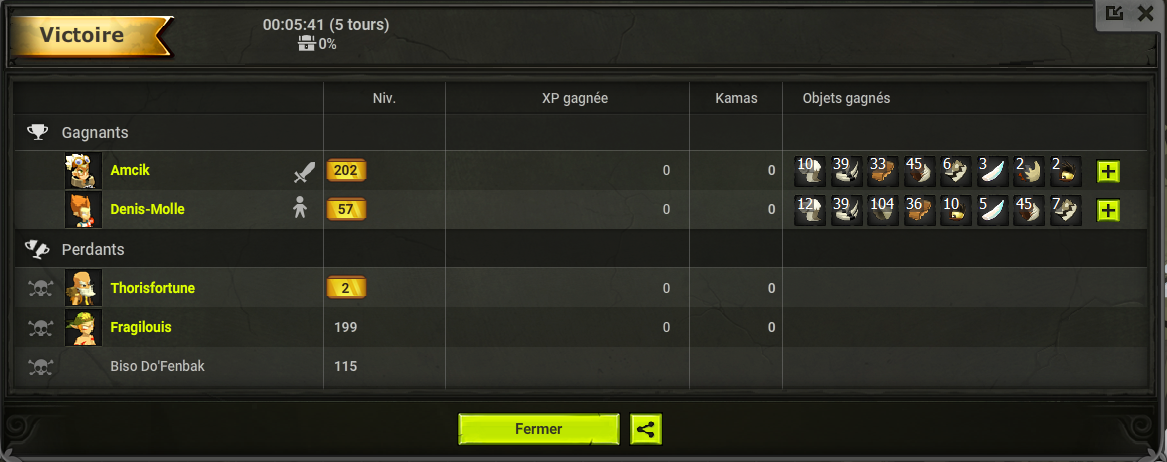 Victoire
00:05:41 (5 tours)
0%
Niv. XP gagnée Kamas Objets gagnés
Gagnants
Amcik 202 0 0 10 39 33 45 6 3 2 2
Denis-Molle 57 0 0 12 39 104 36 10 5 45 7
Perdants
Thorisfortune 2 0 0
Fragilouis 199 0 0
Biso Do'Fenbak 115
Fermer